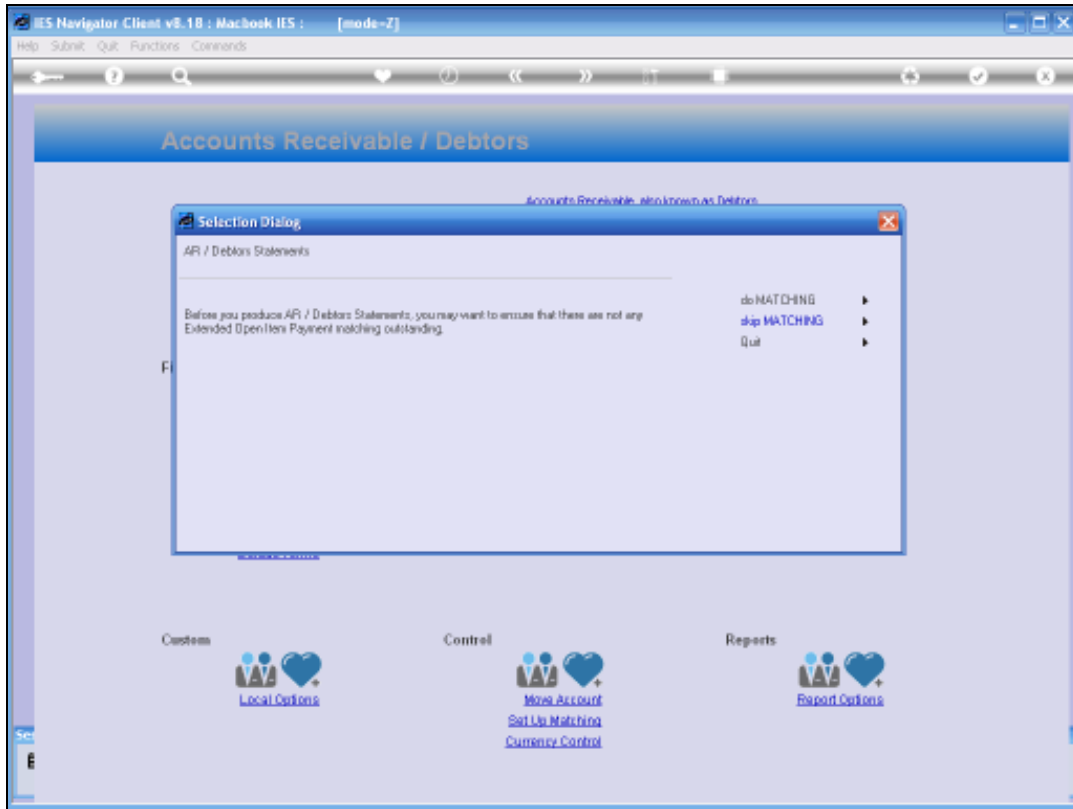 IES Navigator Client v8.18 : Macbook IES :    [mode=Z]
Help Submit Quit Functions Commands
Accounts Receivable / Debtors
Accounts Receivable, also known as Debtors
Selection Dialog
AR / Debtors Statements
do MATCHING
Before you produce AR / Debtors Statements, you may want to ensure that there are not any
skip MATCHING
Extended Open Item Payment matching outstanding.
Quit
Fi
Custom Control Reports
Local Options Move Account Report Options
Set Up Matching
Currency Control